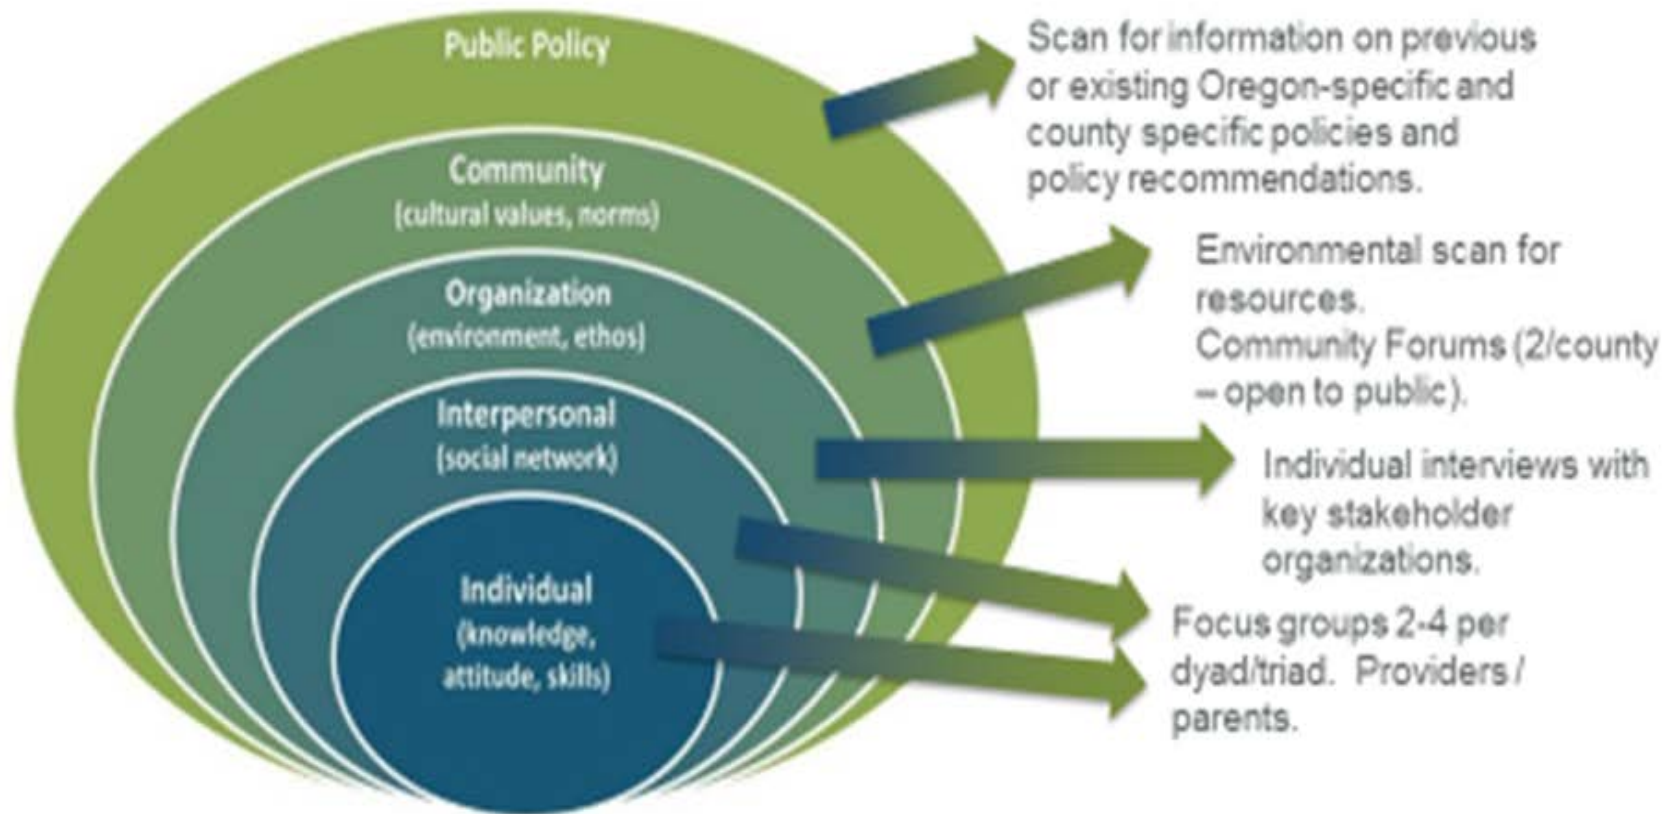 Public Policy
Community
(cultural values, norms)
Organization
(environment, ethos)
Interpersonal
(social network)
Individual
(knowledge,
attitude, skills)
Scan for information on previous
or existing Oregon-specific and
county specific policies and
policy recommendations.
Environmental scan for
resources.
Community Forums (2/county
– open to public).
Individual interviews with
key stakeholder
organizations.
Focus groups 2-4 per
dyad/triad. Providers /
parents.